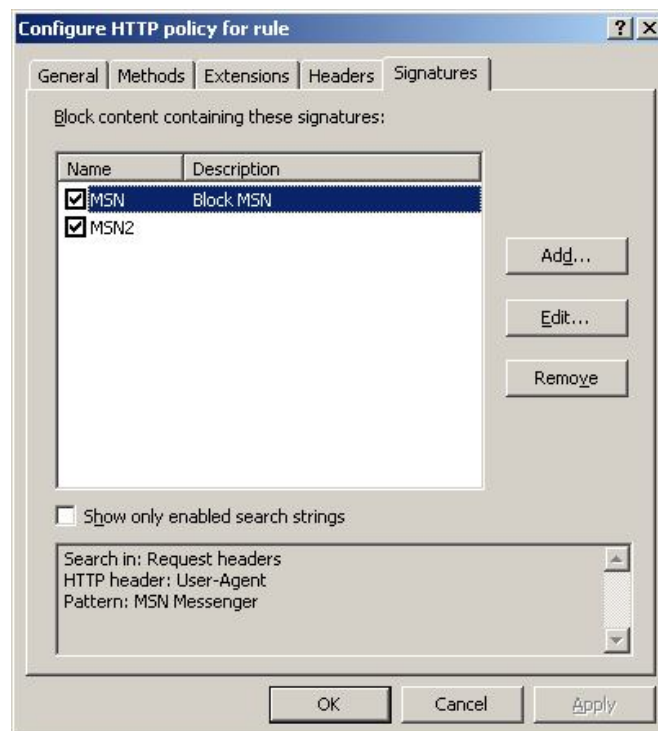 Configure HTTP policy for rule
General Methods Extensions Headers Signatures
Block content containing these signatures:
Name Description
MSN Block MSN
MSN2
Add...
Edit...
Remove
Show only enabled search strings
Search in: Request headers
HTTP header: User-Agent
Pattern: MSN Messenger
OK Cancel Apply